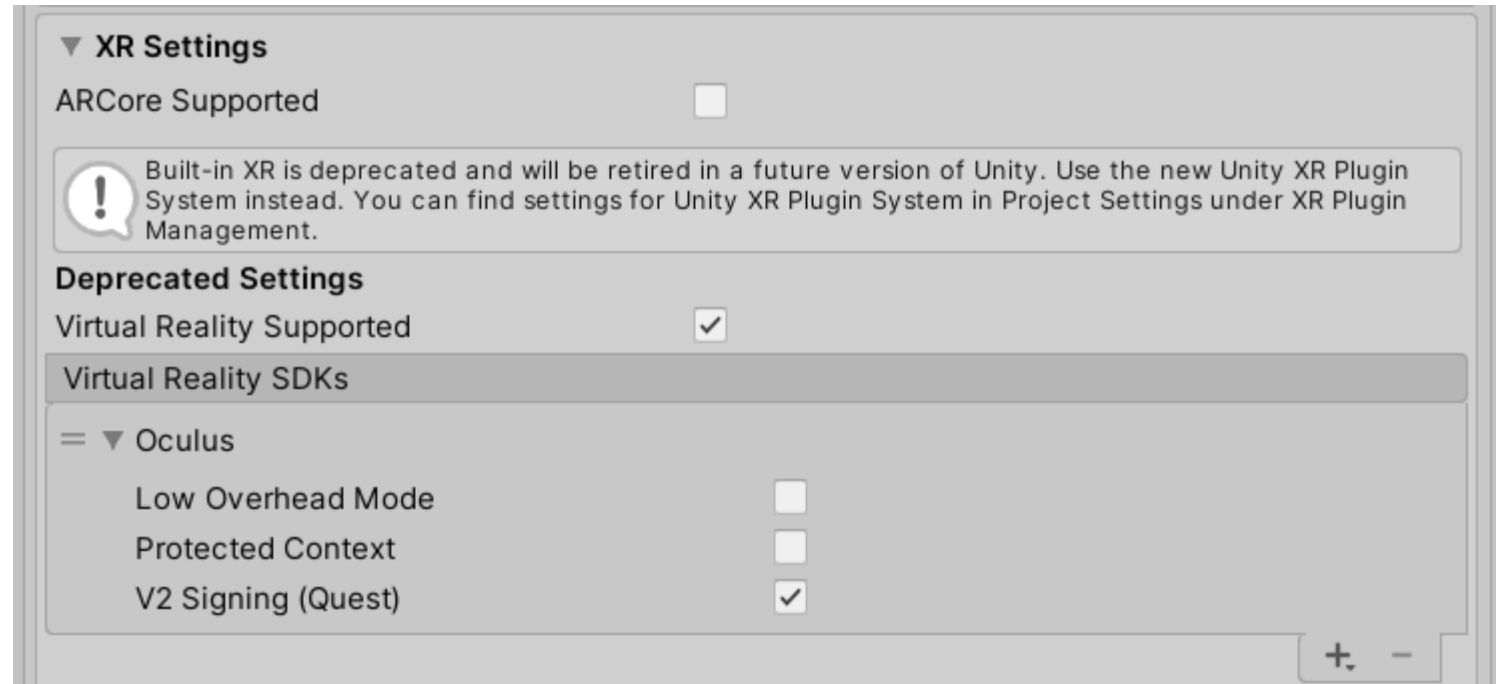 XR Settings
ARCore Supported
Built-in XR is deprecated and will be retired in a future version of Unity. Use the new Unity XR Plugin
System instead. You can find settings for Unity XR Plugin System in Project Settings under XR Plugin
Management.
Deprecated Settings
Virtual Reality Supported
Virtual Reality SDKs
Oculus
Low Overhead Mode
Protected Context
V2 Signing (Quest)